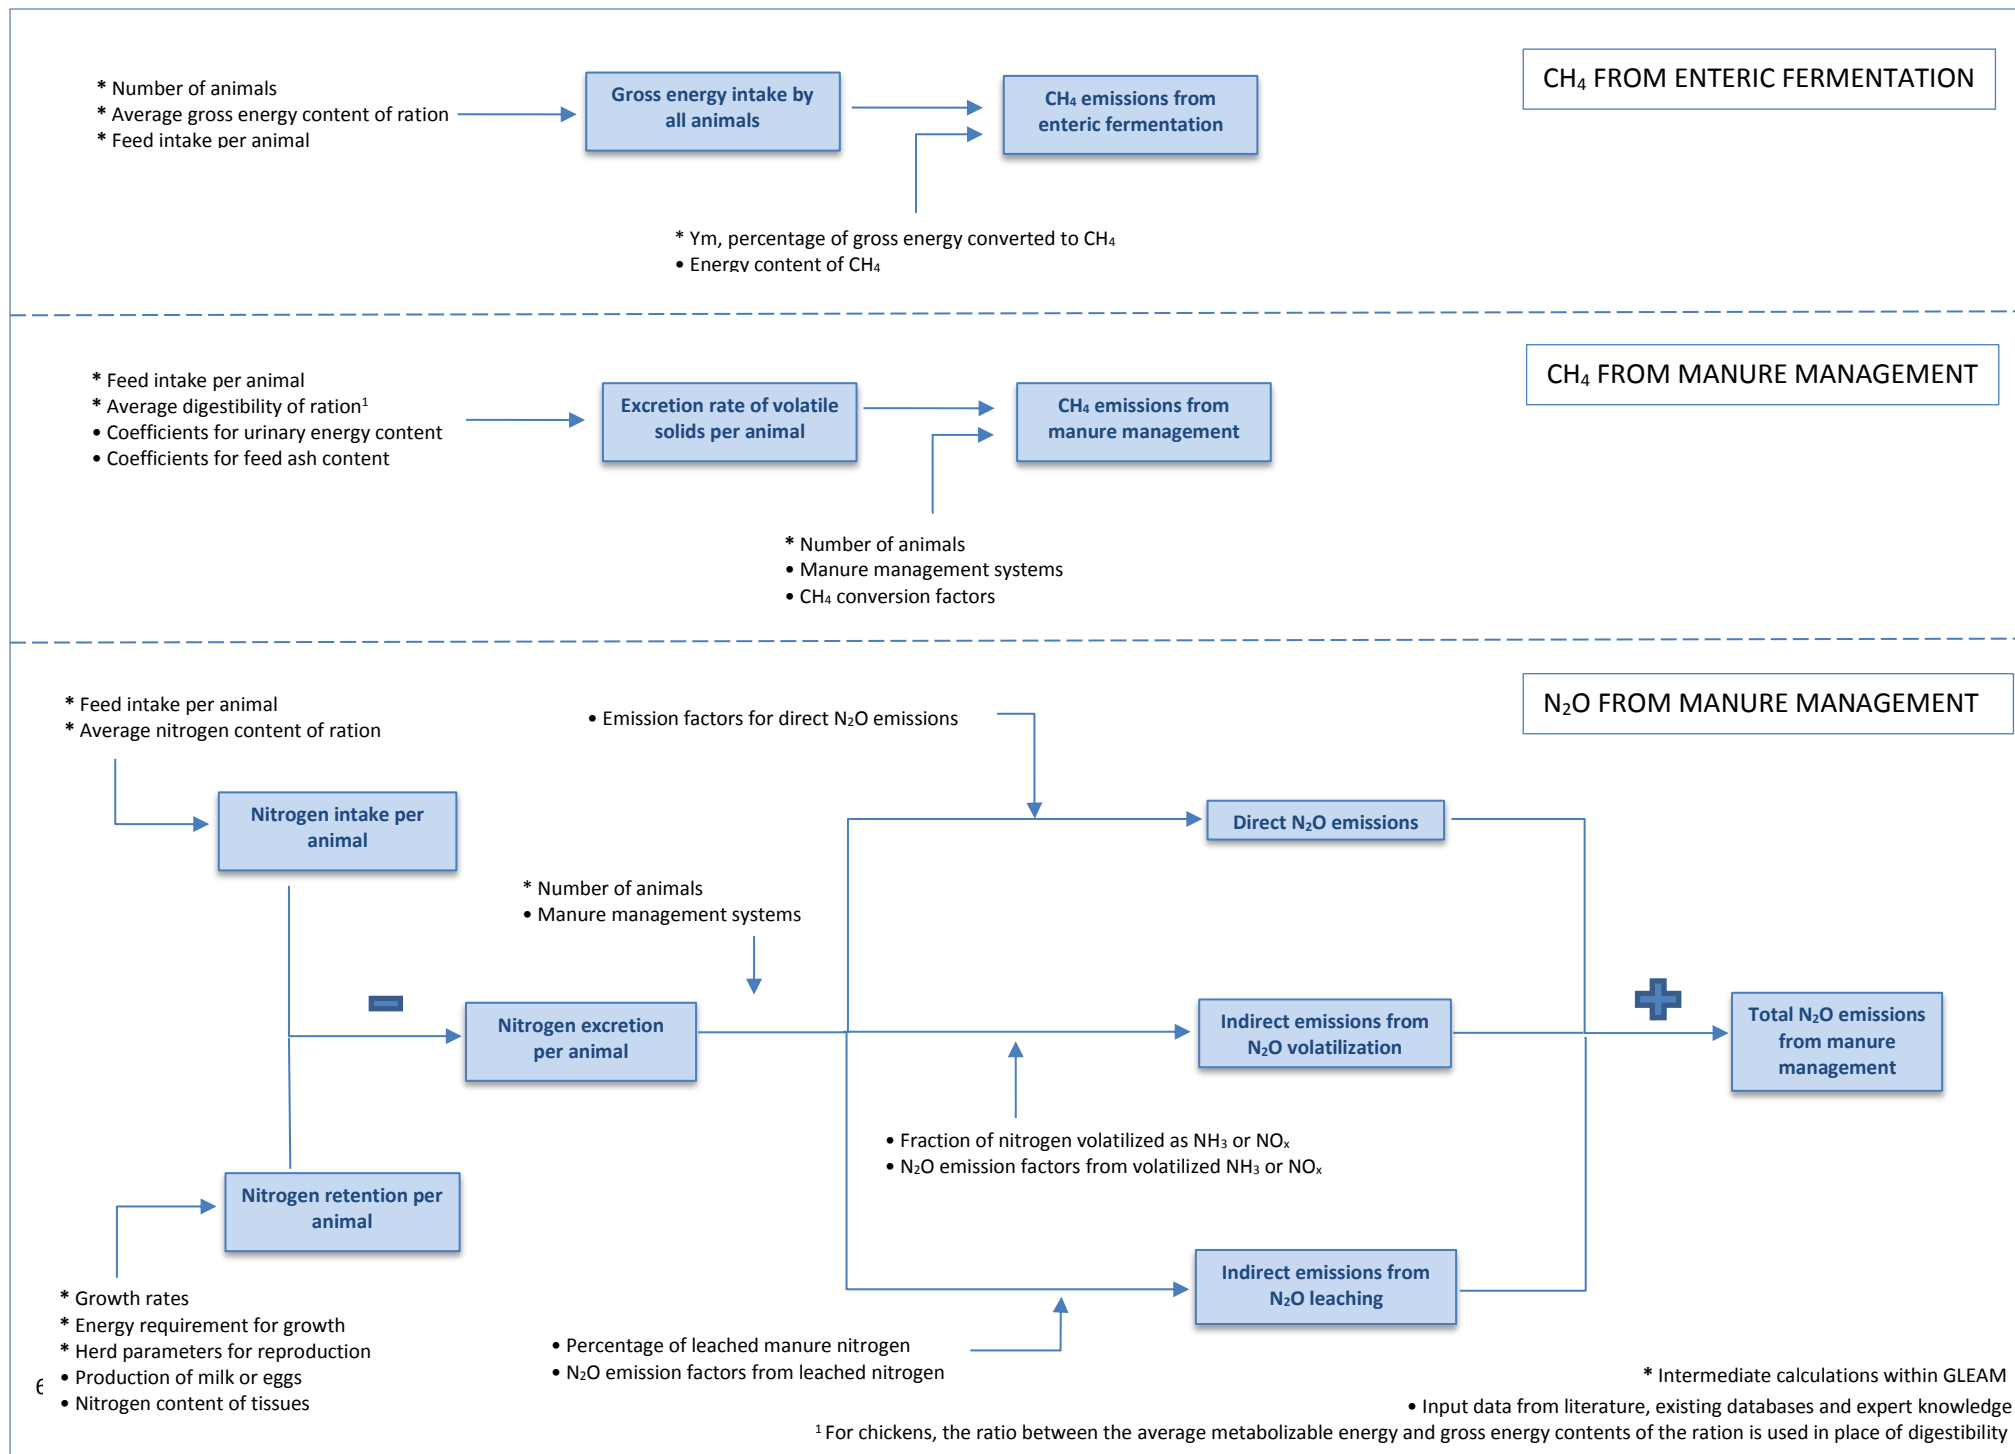 CH₄ FROM ENTERIC FERMENTATION
* Number of animals
* Average gross energy content of ration
* Feed intake per animal
Gross energy intake by
all animals
CH₄ emissions from
enteric fermentation
* Ym, percentage of gross energy converted to CH₄
• Energy content of CH₄
CH₄ FROM MANURE MANAGEMENT
* Feed intake per animal
* Average digestibility of ration¹
• Coefficients for urinary energy content
• Coefficients for feed ash content
Excretion rate of volatile
solids per animal
CH₄ emissions from
manure management
* Number of animals
• Manure management systems
• CH₄ conversion factors
N₂O FROM MANURE MANAGEMENT
* Feed intake per animal
* Average nitrogen content of ration
• Emission factors for direct N₂O emissions
Nitrogen intake per
animal
Direct N₂O emissions
* Number of animals
• Manure management systems
Nitrogen excretion
per animal
Indirect emissions from
N₂O volatilization
Total N₂O emissions
from manure
management
• Fraction of nitrogen volatilized as NH₃ or NOₓ
• N₂O emission factors from volatilized NH₃ or NOₓ
Nitrogen retention per
animal
Indirect emissions from
N₂O leaching
* Growth rates
* Energy requirement for growth
* Herd parameters for reproduction
• Production of milk or eggs
• Nitrogen content of tissues
• Percentage of leached manure nitrogen
• N₂O emission factors from leached nitrogen
* Intermediate calculations within GLEAM
• Input data from literature, existing databases and expert knowledge
¹ For chickens, the ratio between the average metabolizable energy and gross energy contents of the ration is used in place of digestibility